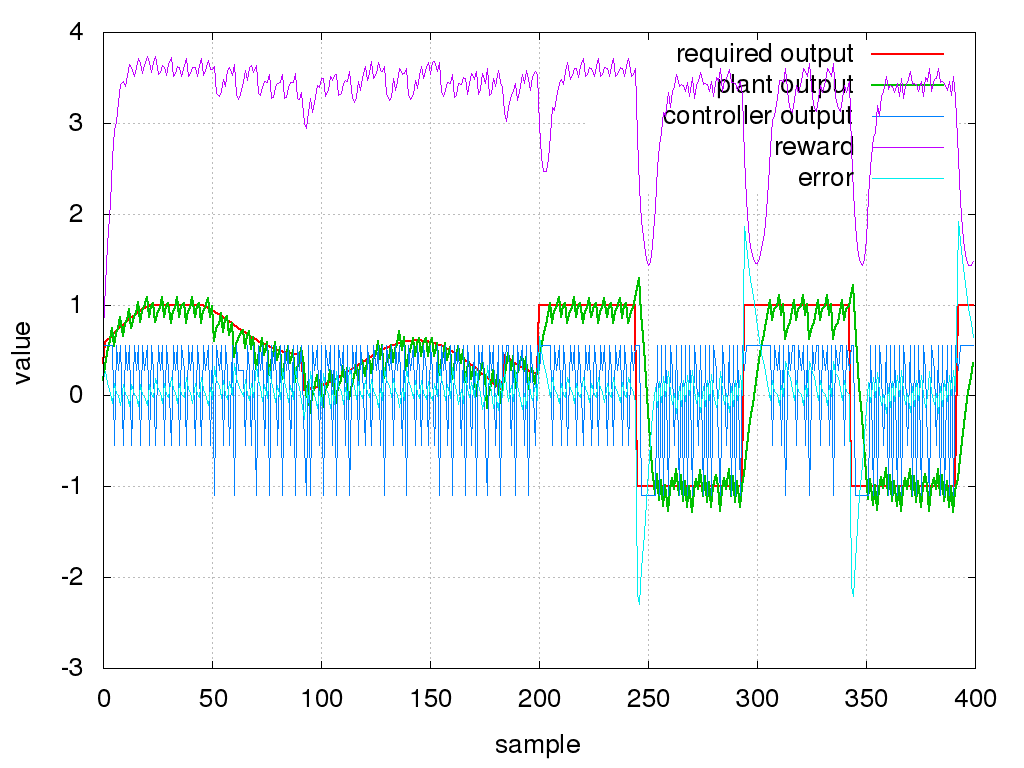 4
3
2
1
0
-1
-2
-3
value
required output
plant output
controller output
reward
error
0 50 100 150 200 250 300 350 400
sample